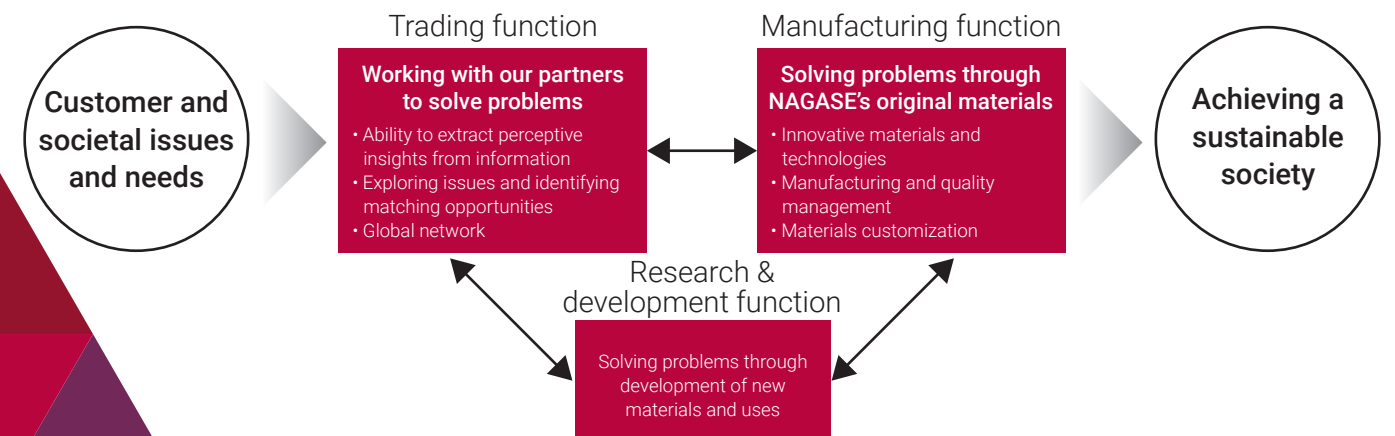 Customer and
societal issues
and needs
Trading function
Working with our partners
to solve problems
• Ability to extract perceptive
insights from information
• Exploring issues and identifying
matching opportunities
• Global network
Manufacturing function
Solving problems through
NAGASE's original materials
• Innovative materials and
technologies
• Manufacturing and quality
management
• Materials customization
Research &
development function
Solving problems through
development of new
materials and uses
Achieving a
sustainable
society